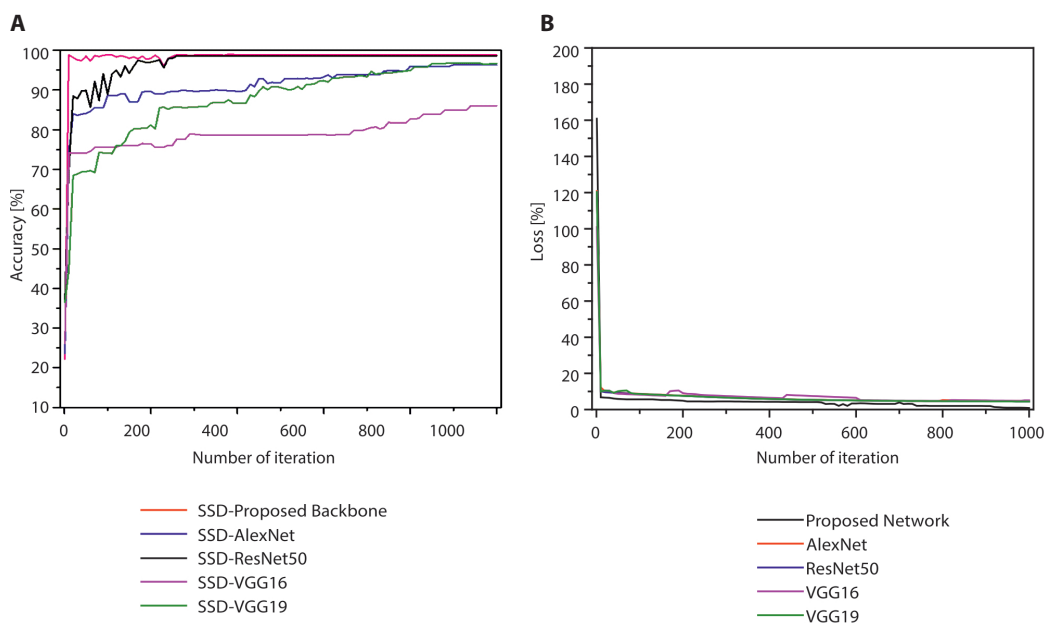 A
100
90
80
70
60
50
40
30
20
10
Accuracy [%]
0 200 400 600 800 1000
Number of iteration
SSD-Proposed Backbone
SSD-AlexNet
SSD-ResNet50
SSD-VGG16
SSD-VGG19
B
200
180
160
140
120
100
80
60
40
20
0
Loss [%]
0 200 400 600 800 1000
Number of iteration
Proposed Network
AlexNet
ResNet50
VGG16
VGG19